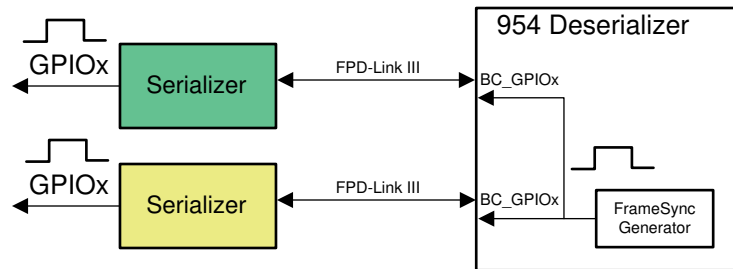 954 Deserializer
GPIOx
Serializer
FPD-Link III
BC_GPIOx
GPIOx
Serializer
FPD-Link III
BC_GPIOx
FrameSync
Generator